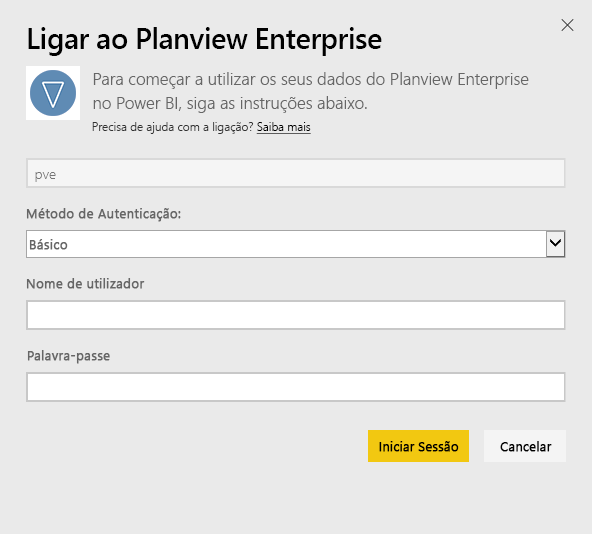 Ligar ao Planview Enterprise
Para começar a utilizar os seus dados do Planview Enterprise
no Power BI, siga as instruções abaixo.
Precisa de ajuda com a ligação? Saiba mais
pve
Método de Autenticação:
Básico
Nome de utilizador
Palavra-passe
Iniciar Sessão
Cancelar